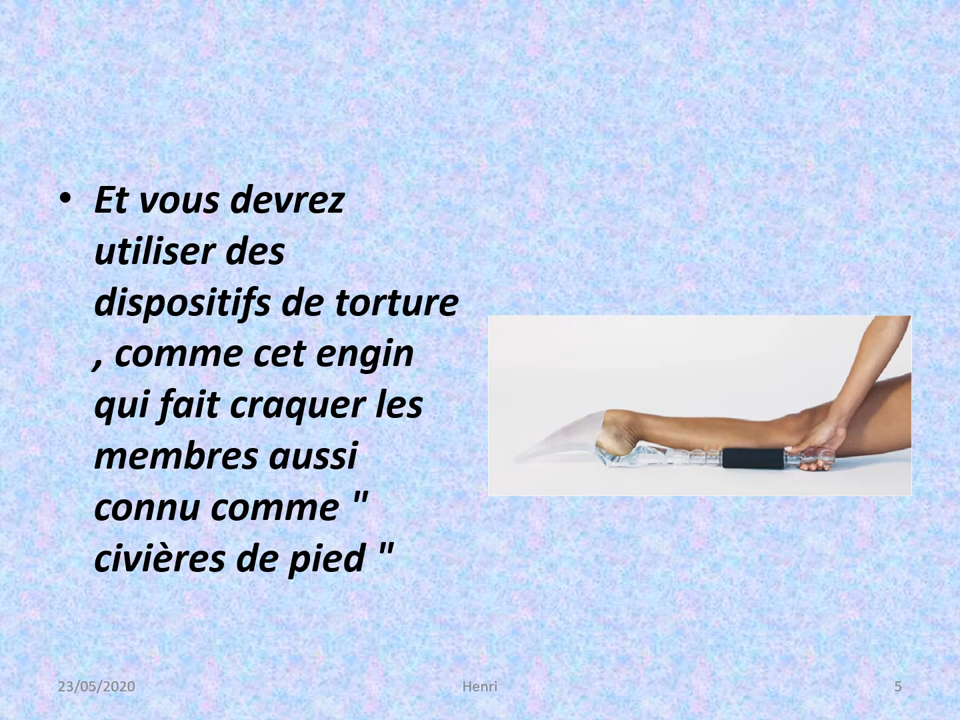 • Et vous devrez
utiliser des
dispositifs de torture
, comme cet engin
qui fait craquer les
membres aussi
connu comme "
civières de pied "
23/05/2020 Henri 5